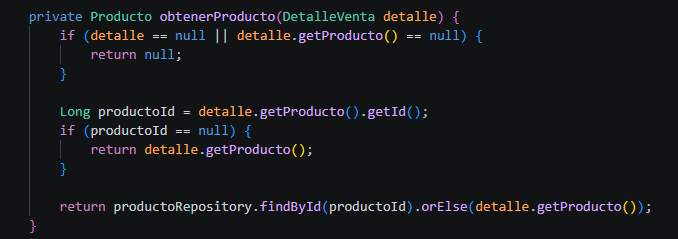 private Producto obtenerProducto(DetalleVenta detalle) {
    if (detalle == null || detalle.getProducto() == null) {
        return null;
    }

    Long productoId = detalle.getProducto().getId();
    if (productoId == null) {
        return detalle.getProducto();
    }

    return productoRepository.findById(productoId).orElse(detalle.getProducto());
}